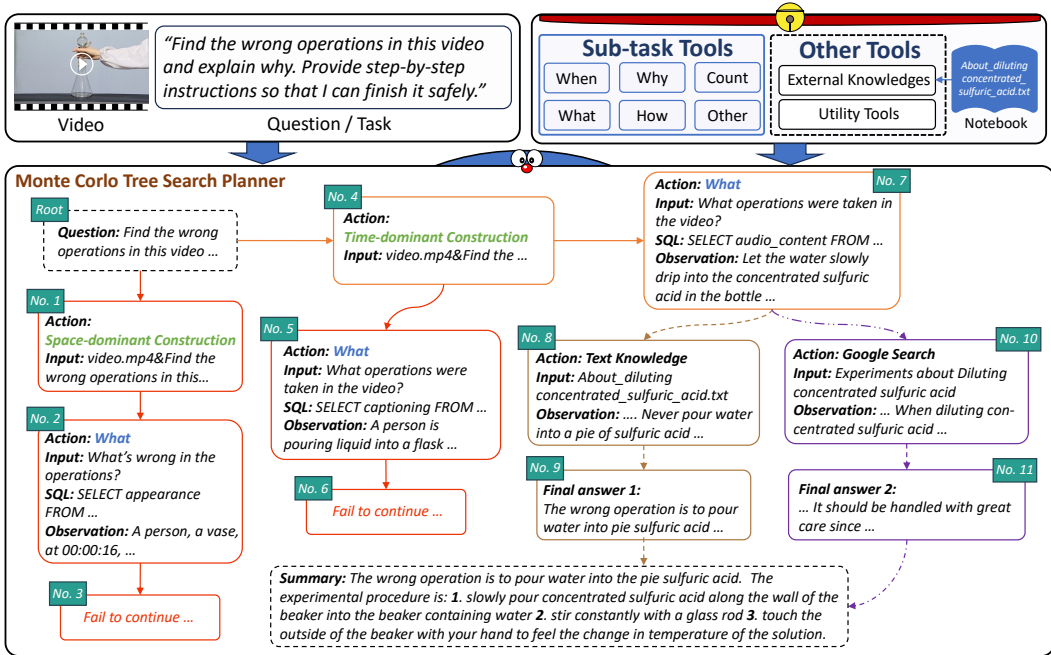 “Find the wrong operations in this video
and explain why. Provide step-by-step
instructions so that I can finish it safely.”
Video
Question / Task
Sub-task Tools
When
Why
Count
What
How
Other
Other Tools
External Knowledges
Utility Tools
About_diluting
concentrated_
sulfuric_acid.txt
Notebook
Monte Corlo Tree Search Planner
Root
Question: Find the wrong
operations in this video ...
No. 1
Action:
Space-dominant Construction
Input: video.mp4&Find the
wrong operations in this...
No. 2
Action: What
Input: What's wrong in the
operations?
SQL: SELECT appearance
FROM ...
Observation: A person, a vase,
at 00:00:16, ...
No. 3
Fail to continue ...
No. 4
Action:
Time-dominant Construction
Input: video.mp4&Find the ...
No. 5
Action: What
Input: What operations were
taken in the video?
SQL: SELECT captioning FROM ...
Observation: A person is
pouring liquid into a flask ...
No. 6
Fail to continue ...
No. 7
Action: What
Input: What operations were taken in
the video?
SQL: SELECT audio_content FROM ...
Observation: Let the water slowly
drip into the concentrated sulfuric
acid in the bottle ...
No. 8
Action: Text Knowledge
Input: About_diluting
concentrated_sulfuric_acid.txt
Observation: .... Never pour water
into a pie of sulfuric acid ...
No. 9
Final answer 1:
The wrong operation is to pour
water into pie sulfuric acid ...
No. 10
Action: Google Search
Input: Experiments about Diluting
concentrated sulfuric acid
Observation: ... When diluting con-
centrated sulfuric acid ...
No. 11
Final answer 2:
... It should be handled with great
care since ...
Summary: The wrong operation is to pour water into the pie sulfuric acid. The
experimental procedure is: 1. slowly pour concentrated sulfuric acid along the wall of the
beaker into the beaker containing water 2. stir constantly with a glass rod 3. touch the
outside of the beaker with your hand to feel the change in temperature of the solution.